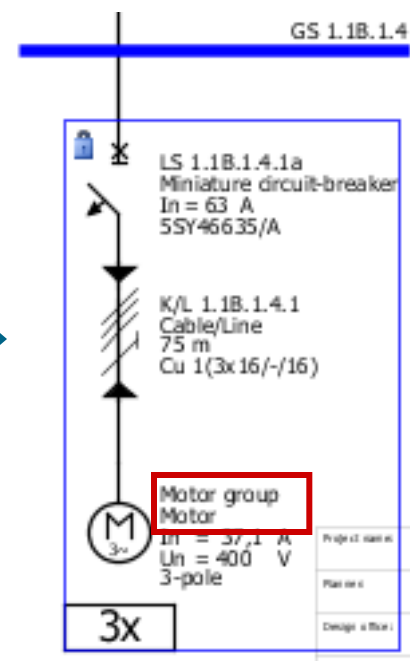 GS 1.1B.1.4
LS 1.1B.1.4.1a
Miniature circuit-breaker
In = 63 A
5SY46635/A
K/L 1.1B.1.4.1
Cable/Line
75 m
Cu 1(3x16/-/16)
Motor group
Motor
M
3~
In = 37,1 A
Un = 400 V
3-pole
Project name:
Planner:
Design office:
3x